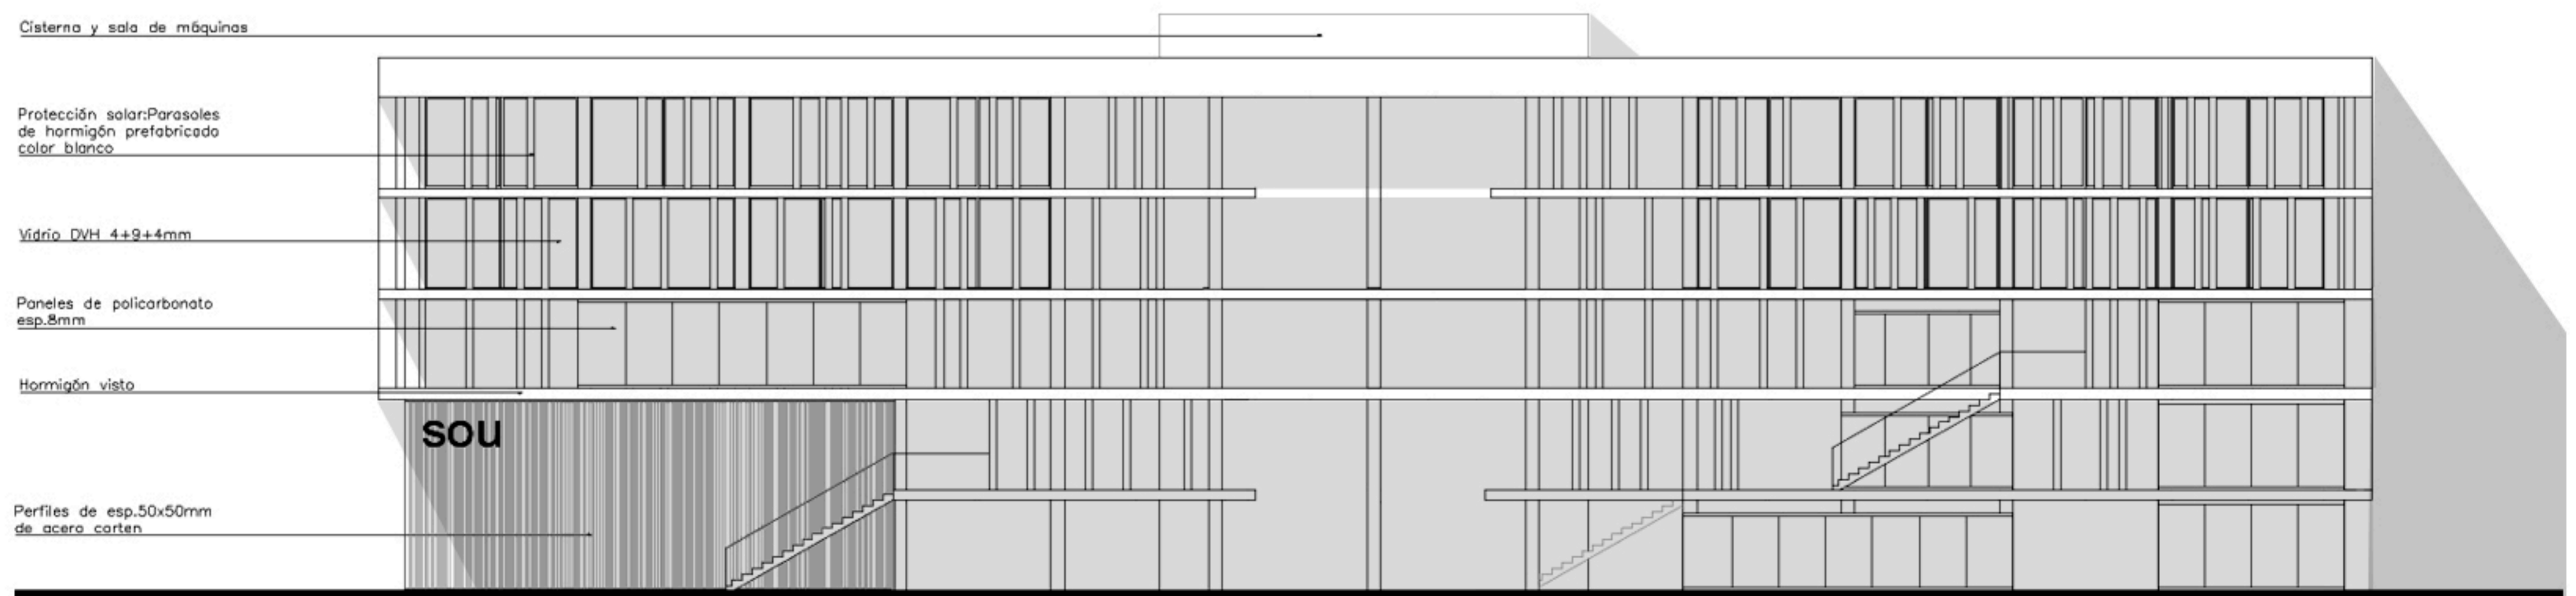 Cisterna y sala de máquinas
Protección solar:Parasoles
de hormigón prefabricado
color blanco
Vidrio DVH 4+9+4mm
Paneles de policarbonato
esp.8mm
Hormigón visto
sou
Perfiles de esp.50x50mm
de acero corten